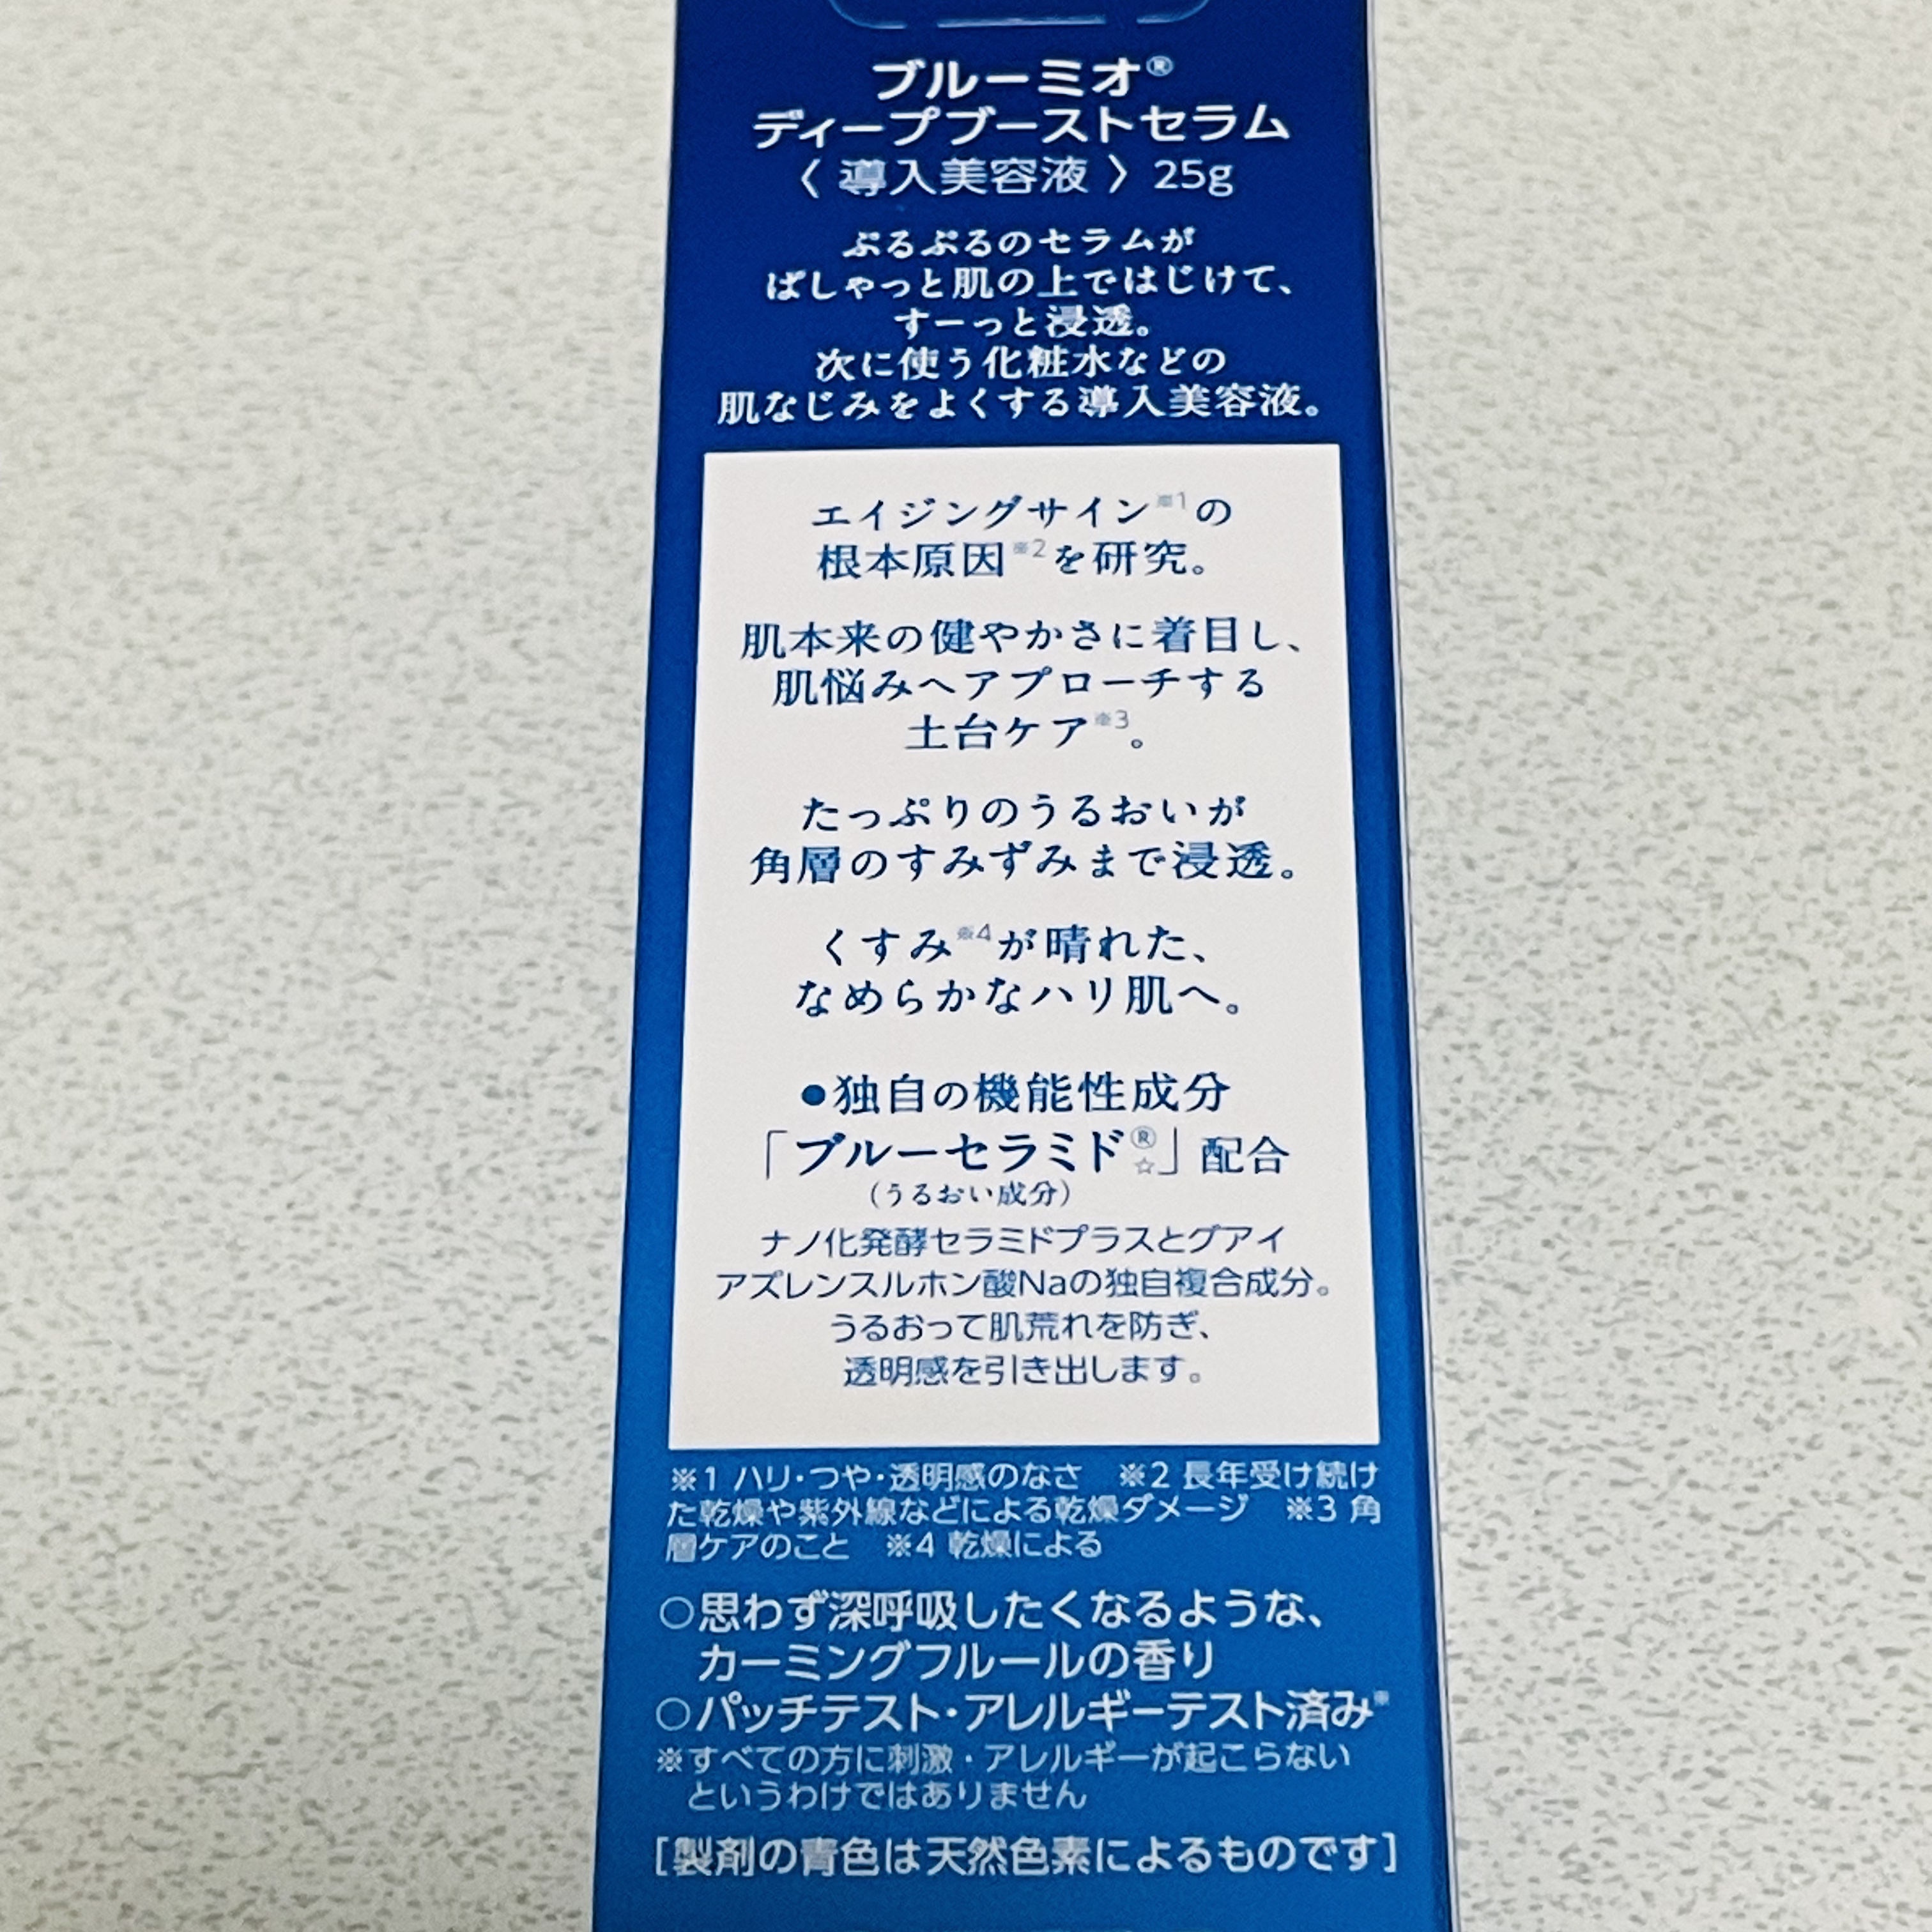 ブルーミオ®
ディープブーストセラム
〈 導入美容液 〉 25g
ぷるぷるのセラムが
ぱしゃっと肌の上ではじけて、
すーっと浸透。
次に使う化粧水などの
肌なじみをよくする導入美容液。
エイジングサイン※1の
根本原因※2を研究。
肌本来の健やかさに着目し、
肌悩みへアプローチする
土台ケア※3。
たっぷりのうるおいが
角層のすみずみまで浸透。
くすみ※4が晴れた、
なめらかなハリ肌へ。
●独自の機能性成分
「ブルーセラミド®☆」配合
(うるおい成分)
ナノ化発酵セラミドプラスとグアイ
アズレンスルホン酸Naの独自複合成分。
うるおって肌荒れを防ぎ、
透明感を引き出します。
※1 ハリ・つや・透明感のなさ ※2 長年受け続け
た乾燥や紫外線などによる乾燥ダメージ ※3 角
層ケアのこと ※4 乾燥による
○思わず深呼吸したくなるような、
カーミングフルールの香り
○パッチテスト・アレルギーテスト済み※
※すべての方に刺激・アレルギーが起こらない
というわけではありません
[製剤の青色は天然色素によるものです]